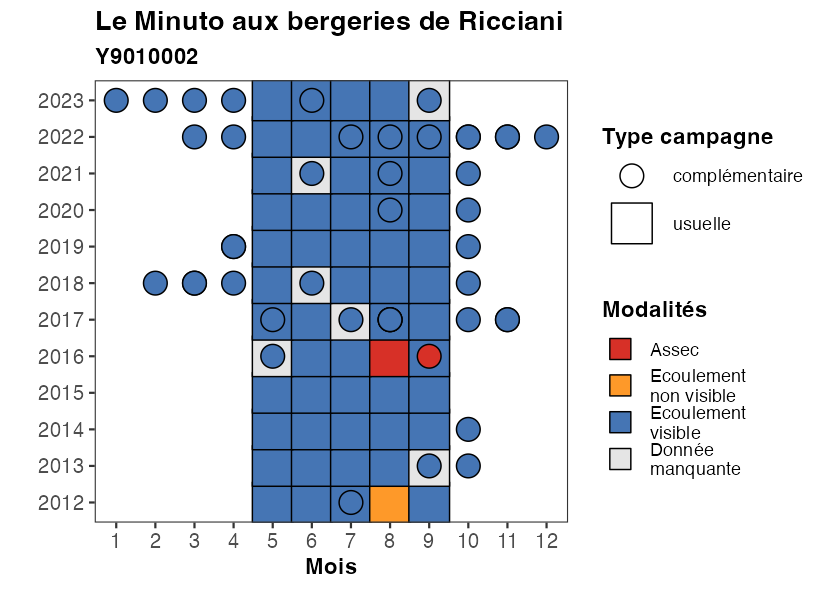 Le Minuto aux bergeries de Ricciani
Y9010002
2023
2022
2021
2020
2019
2018
2017
2016
2015
2014
2013
2012
1 2 3 4 5 6 7 8 9 10 11 12
Mois
Type campagne
complémentaire
usuelle
Modalités
Assec
Ecoulement
non visible
Ecoulement
visible
Donnée
manquante